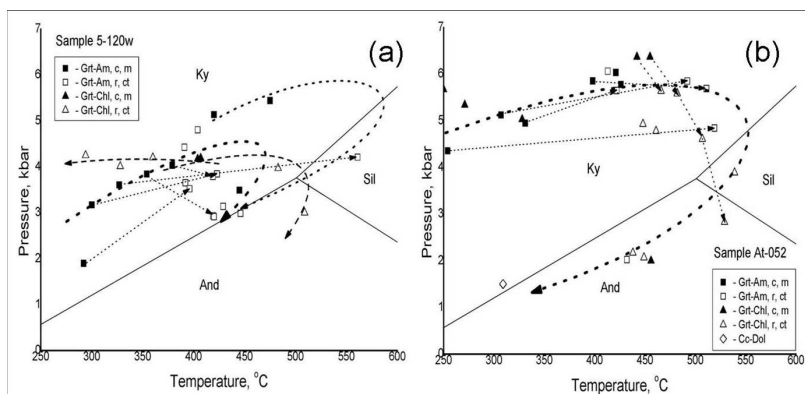 Sample 5-120w
- Grt-Am, c, m
- Grt-Am, r, ct
- Grt-Chl, c, m
- Grt-Chl, r, ct
(a)
Ky
Sil
And
Pressure, kbar
7
6
5
4
3
2
1
0
250 300 350 400 450 500 550 600
Temperature, °C
(b)
Ky
Sil
And
Sample At-052
- Grt-Am, c, m
- Grt-Am, r, ct
- Grt-Chl, c, m
- Grt-Chl, r, ct
- Cc-Dol
Pressure, kbar
7
6
5
4
3
2
1
0
250 300 350 400 450 500 550 600
Temperature, °C